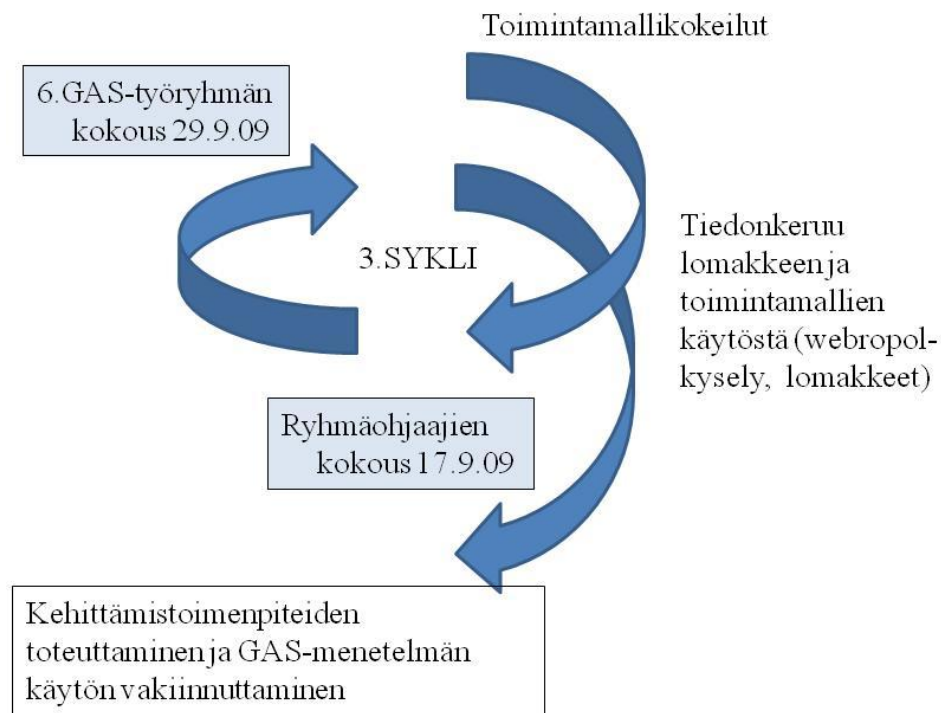 Toimintamallikokeilut
6.GAS-työryhmän
kokous 29.9.09
3.SYKLI
Tiedonkeruu
lomakkeen ja
toimintamallien
käytöstä (webropol-
kysely, lomakkeet)
Ryhmäohjaajien
kokous 17.9.09
Kehittämistoimenpiteiden
toteuttaminen ja GAS-menetelmän
käytön vakiinnuttaminen